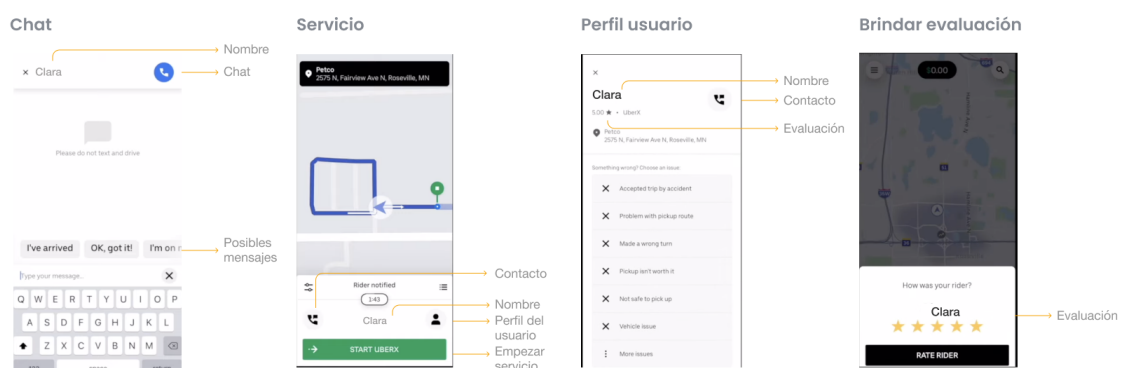 Chat
Nombre
× Clara
Chat
Please do not text and drive
I've arrived
OK, got it!
I'm on
Posibles
mensajes
Type your message..
Q W E R T Y U I O P
A S D F G H J K L
Z X C V B N M
123
space
return
Servicio
Petco
2575 N, Fairview Ave N, Roseville, MN
Rider notified
1:43
Clara
START UBERX
Contacto
Nombre
Perfil del
usuario
Empezar
servicio
Perfil usuario
×
Clara
5.00 ★ • UberX
Petco
2575 N, Fairview Ave N, Roseville, MN
Something wrong? Choose an issue:
Accepted trip by accident
Problem with pickup route
Made a wrong turn
Pickup isn't worth it
Not safe to pick up
Vehicle issue
More issues
Nombre
Contacto
Evaluación
Brindar evaluación
$0.00
How was your rider?
Clara
RATE RIDER
Evaluación